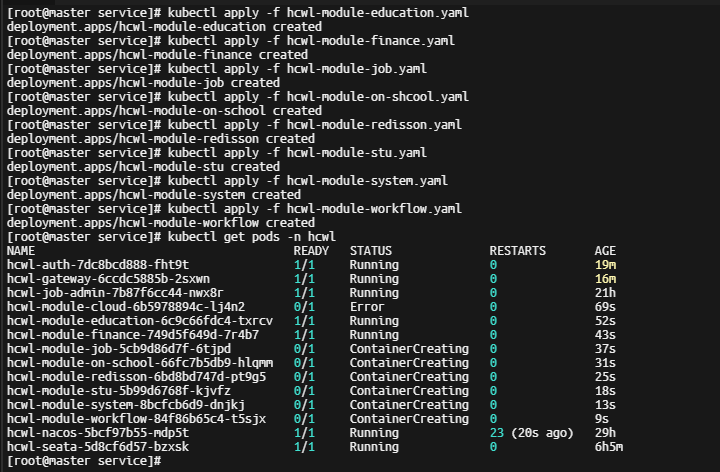 [root@master service]# kubectl apply -f hcwl-module-education.yaml
deployment.apps/hcwl-module-education created
[root@master service]# kubectl apply -f hcwl-module-finance.yaml
deployment.apps/hcwl-module-finance created
[root@master service]# kubectl apply -f hcwl-module-job.yaml
deployment.apps/hcwl-module-job created
[root@master service]# kubectl apply -f hcwl-module-on-shcool.yaml
deployment.apps/hcwl-module-on-school created
[root@master service]# kubectl apply -f hcwl-module-redisson.yaml
deployment.apps/hcwl-module-redisson created
[root@master service]# kubectl apply -f hcwl-module-stu.yaml
deployment.apps/hcwl-module-stu created
[root@master service]# kubectl apply -f hcwl-module-system.yaml
deployment.apps/hcwl-module-system created
[root@master service]# kubectl apply -f hcwl-module-workflow.yaml
deployment.apps/hcwl-module-workflow created
[root@master service]# kubectl get pods -n hcwl
NAME READY STATUS RESTARTS AGE
hcwl-auth-7dc8bcd888-fht9t 1/1 Running 0 19m
hcwl-gateway-6ccdc5885b-2sxwn 1/1 Running 0 16m
hcwl-job-admin-7b87f6cc44-nwx8r 1/1 Running 0 21h
hcwl-module-cloud-6b5978894c-lj4n2 0/1 Error 0 69s
hcwl-module-education-6c9c66fdc4-txrcv 1/1 Running 0 52s
hcwl-module-finance-749d5f649d-7r4b7 1/1 Running 0 43s
hcwl-module-job-5cb9d86d7f-6tjpd 0/1 ContainerCreating 0 37s
hcwl-module-on-school-66fc7b5db9-hlqmm 0/1 ContainerCreating 0 31s
hcwl-module-redisson-6bd8bd747d-pt9g5 0/1 ContainerCreating 0 25s
hcwl-module-stu-5b99d6768f-kjvfz 0/1 ContainerCreating 0 18s
hcwl-module-system-8bcfcb6d9-dnjkj 0/1 ContainerCreating 0 13s
hcwl-module-workflow-84f86b65c4-t5sjx 0/1 ContainerCreating 0 9s
hcwl-nacos-5bcf97b55-mdp5t 1/1 Running 23 (20s ago) 29h
hcwl-seata-5d8cf6d57-bzxsk 1/1 Running 0 6h5m
[root@master service]#